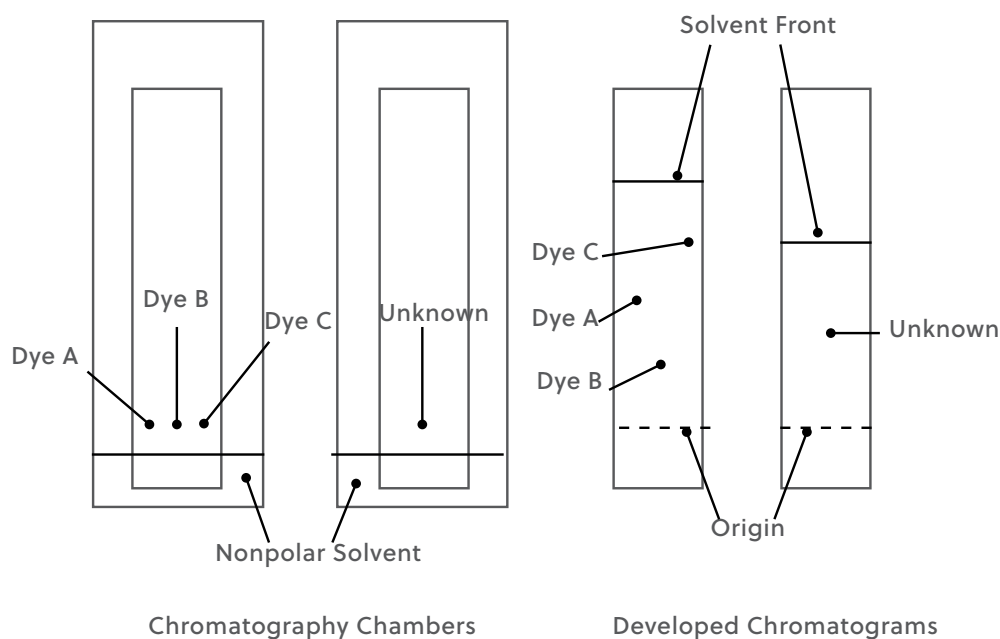 Solvent Front
Dye B
Dye C
Unknown
Dye A
Dye C
Dye A
Unknown
Dye B
Origin
Nonpolar Solvent
Chromatography Chambers
Developed Chromatograms